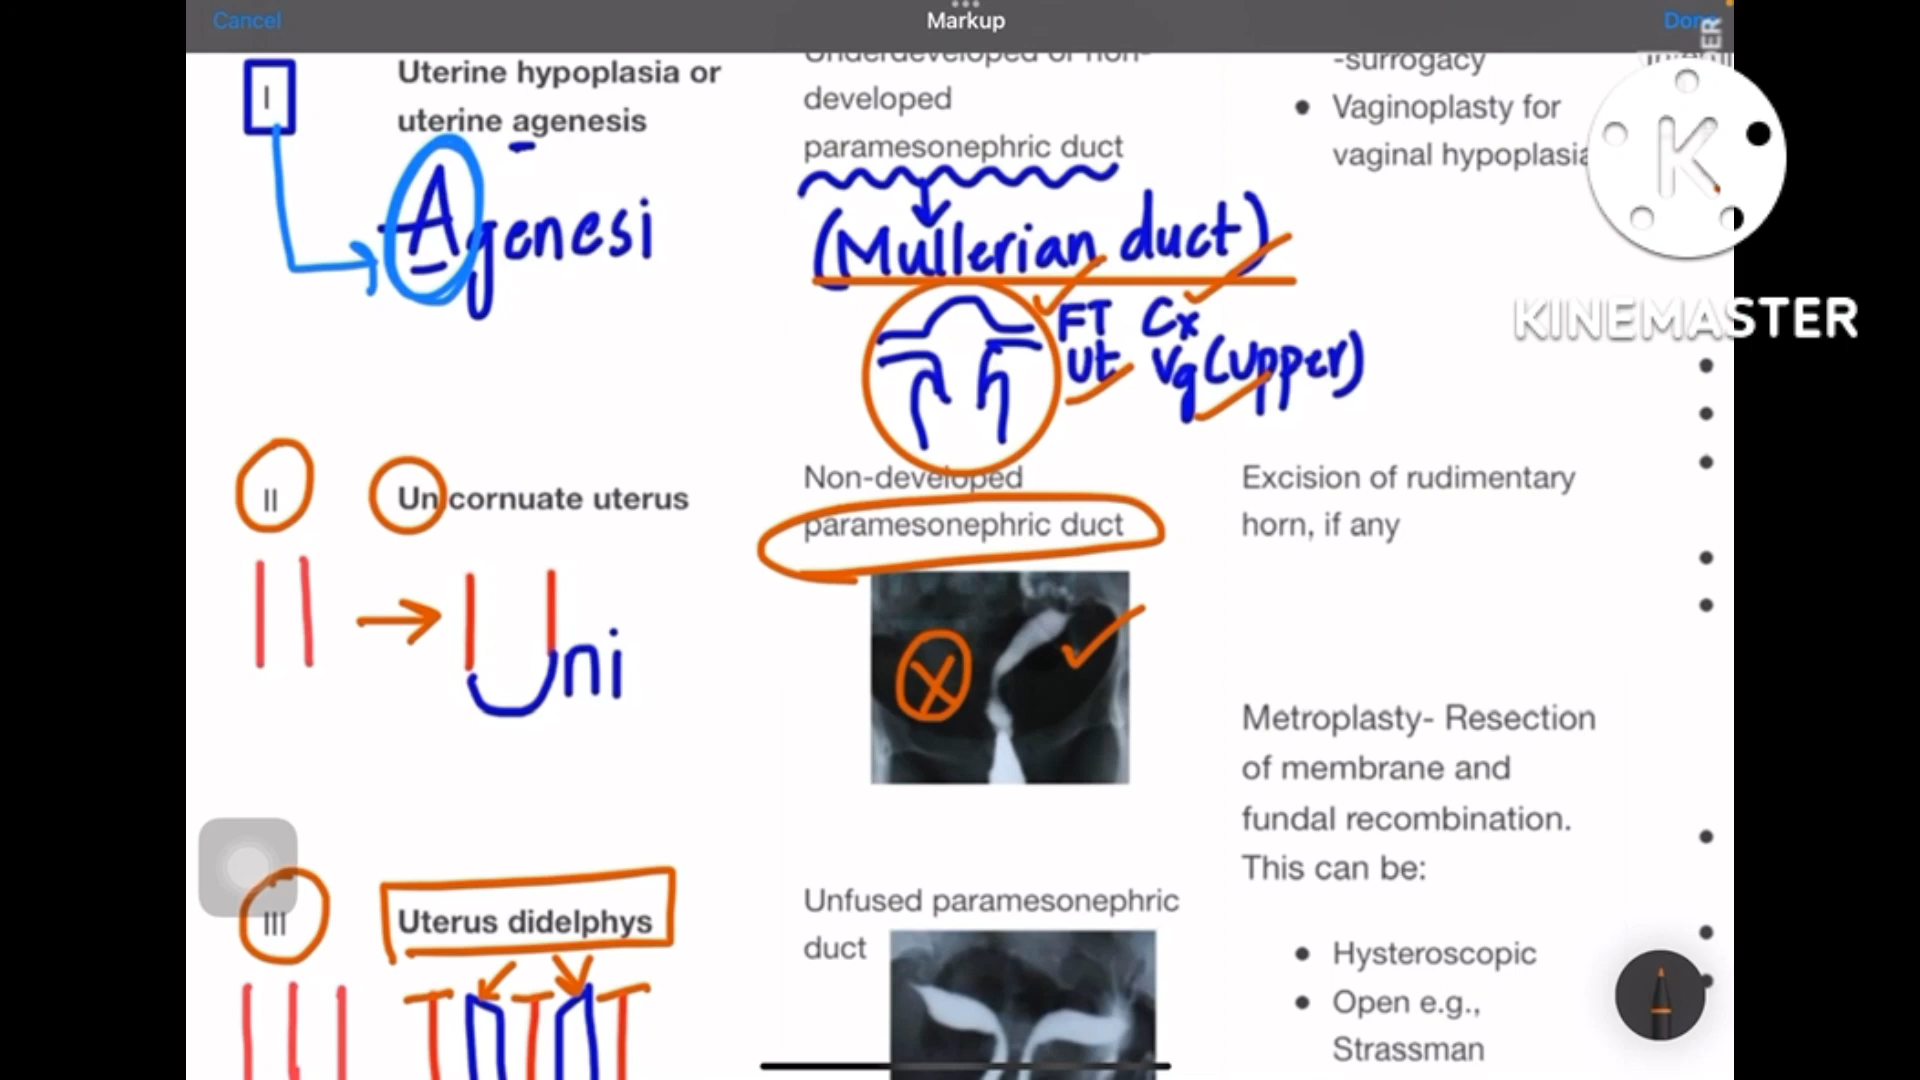 Cancel
Markup
Uterine hypoplasia or
uterine agenesis
I
Agenesi
Underdeveloped or non-
developed
paramesonephric duct
(Mullerian duct)
FT Cx
Ut Vg (upper)
-surrogacy
Vaginoplasty for
vaginal hypoplasia
K
KINEMASTER
II
Unicornuate uterus
Uni
Non-developed
paramesonephric duct
X
Excision of rudimentary
horn, if any
Metroplasty- Resection
of membrane and
fundal recombination.
This can be:
Hysteroscopic
Open e.g.,
Strassman
III
Uterus didelphys
Unfused paramesonephric
duct